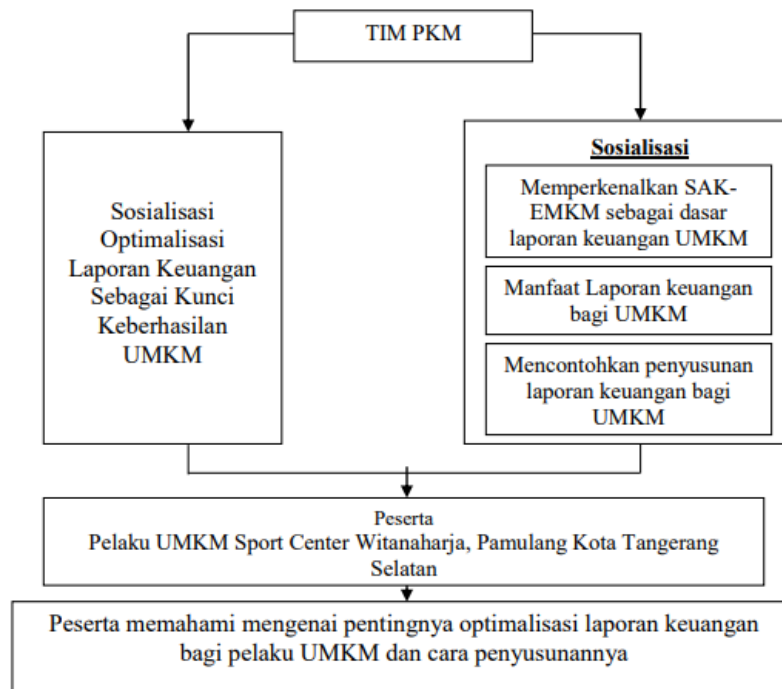 TIM PKM
Sosialisasi
Optimalisasi
Laporan Keuangan
Sebagai Kunci
Keberhasilan
UMKM
Sosialisasi
Memperkenalkan SAK-
EMKM sebagai dasar
laporan keuangan UMKM
Manfaat Laporan keuangan
bagi UMKM
Mencontohkan penyusunan
laporan keuangan bagi
UMKM
Peserta
Pelaku UMKM Sport Center Witanaharja, Pamulang Kota Tangerang
Selatan
Peserta memahami mengenai pentingnya optimalisasi laporan keuangan
bagi pelaku UMKM dan cara penyusunannya